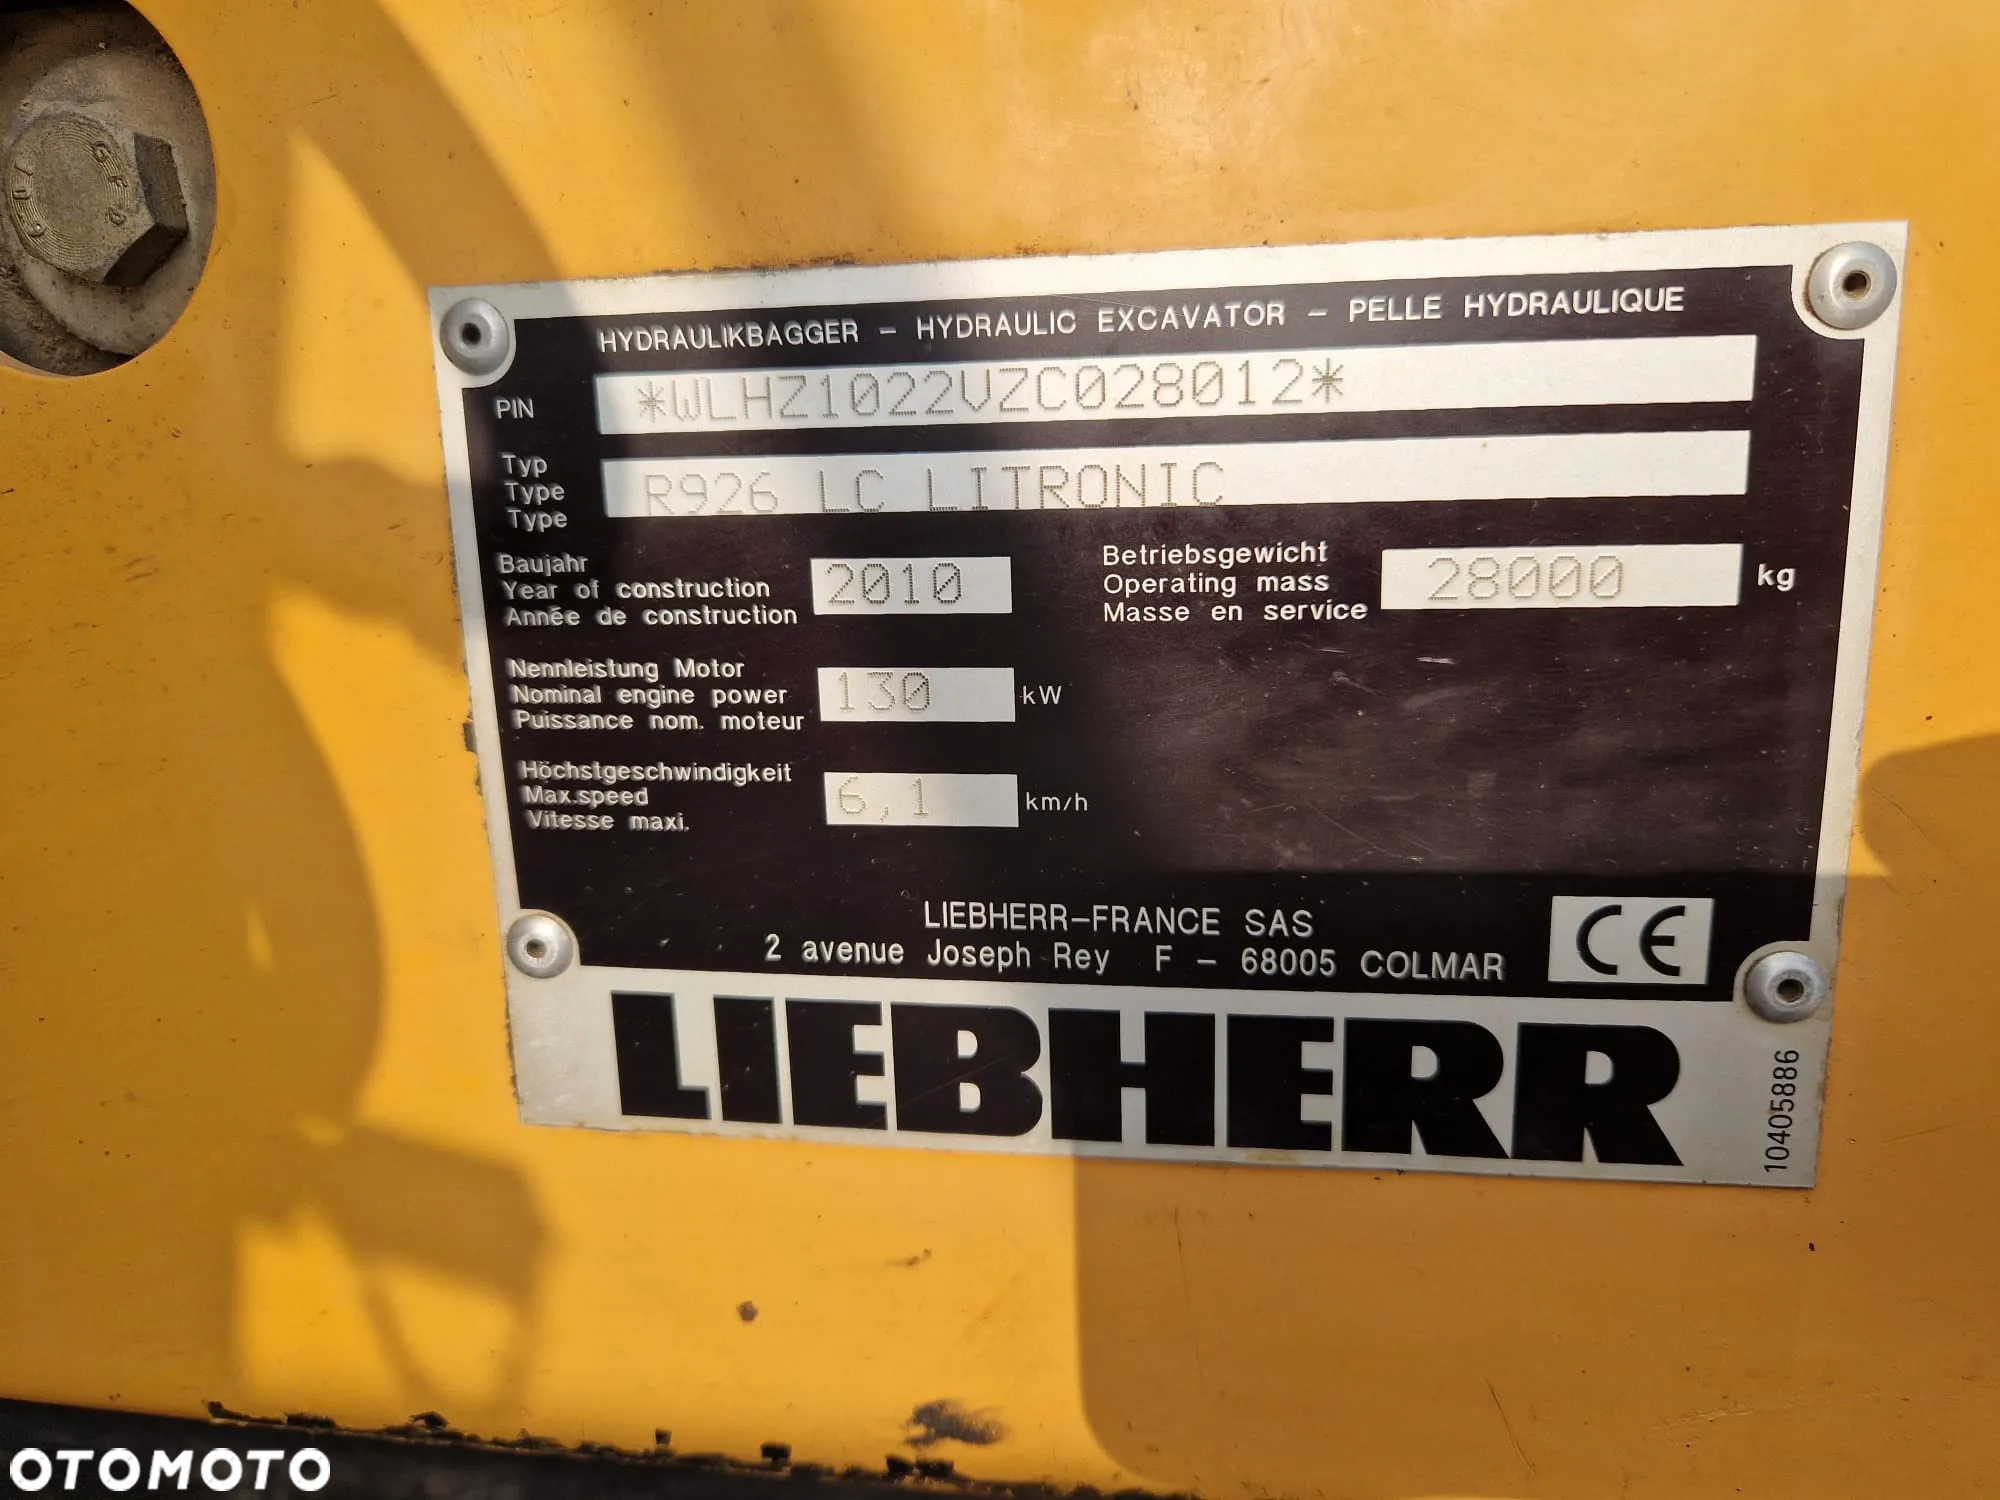 GFD
10.9
HYDRAULIKBAGGER – HYDRAULIC EXCAVATOR – PELLE HYDRAULIQUE
PIN *WLHZ1022VZC028012*
Typ
Type
Type
R926 LC LITRONIC
Baujahr
Year of construction
Année de construction
2010
Betriebsgewicht
Operating mass
Masse en service
28000 kg
Nennleistung Motor
Nominal engine power
Puissance nom. moteur
130 kW
Höchstgeschwindigkeit
Max.speed
Vitesse maxi.
6,1 km/h
LIEBHERR–FRANCE SAS
2 avenue Joseph Rey F – 68005 COLMAR
CE
LIEBHERR
10405886
OTOMOTO